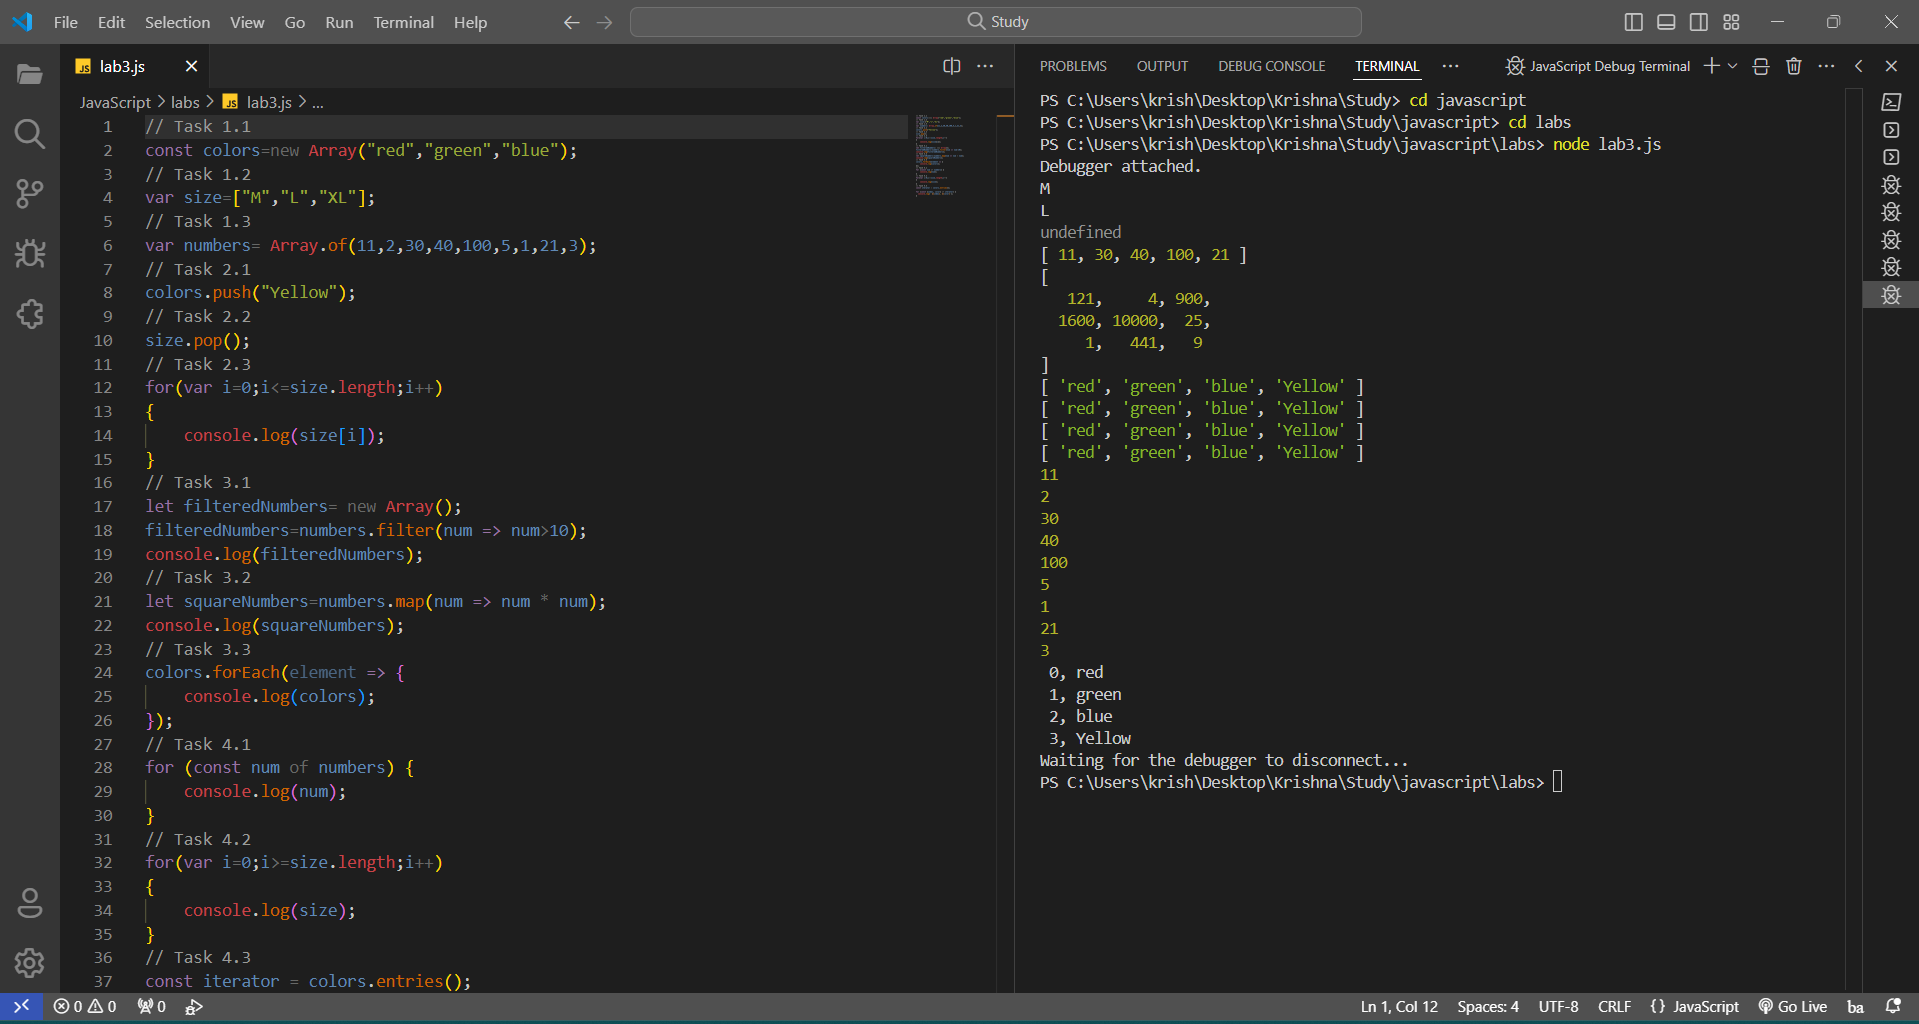 File Edit Selection View Go Run Terminal Help
Study
JS lab3.js
JavaScript > labs > JS lab3.js > ...
1 // Task 1.1
2 const colors=new Array("red","green","blue");
3 // Task 1.2
4 var size=["M","L","XL"];
5 // Task 1.3
6 var numbers= Array.of(11,2,30,40,100,5,1,21,3);
7 // Task 2.1
8 colors.push("Yellow");
9 // Task 2.2
10 size.pop();
11 // Task 2.3
12 for(var i=0;i<=size.length;i++)
13 {
14 console.log(size[i]);
15 }
16 // Task 3.1
17 let filteredNumbers= new Array();
18 filteredNumbers=numbers.filter(num => num>10);
19 console.log(filteredNumbers);
20 // Task 3.2
21 let squareNumbers=numbers.map(num => num * num);
22 console.log(squareNumbers);
23 // Task 3.3
24 colors.forEach(element => {
25 console.log(colors);
26 });
27 // Task 4.1
28 for (const num of numbers) {
29 console.log(num);
30 }
31 // Task 4.2
32 for(var i=0;i>=size.length;i++)
33 {
34 console.log(size);
35 }
36 // Task 4.3
37 const iterator = colors.entries();
PROBLEMS OUTPUT DEBUG CONSOLE TERMINAL ... JavaScript Debug Terminal
PS C:\Users\krish\Desktop\Krishna\Study> cd javascript
PS C:\Users\krish\Desktop\Krishna\Study\javascript> cd labs
PS C:\Users\krish\Desktop\Krishna\Study\javascript\labs> node lab3.js
Debugger attached.
M
L
undefined
[ 11, 30, 40, 100, 21 ]
[
121, 4, 900,
1600, 10000, 25,
1, 441, 9
]
[ 'red', 'green', 'blue', 'Yellow' ]
[ 'red', 'green', 'blue', 'Yellow' ]
[ 'red', 'green', 'blue', 'Yellow' ]
[ 'red', 'green', 'blue', 'Yellow' ]
11
2
30
40
100
5
1
21
3
0, red
1, green
2, blue
3, Yellow
Waiting for the debugger to disconnect...
PS C:\Users\krish\Desktop\Krishna\Study\javascript\labs>
0 0 0 Ln 1, Col 12 Spaces: 4 UTF-8 CRLF {} JavaScript Go Live ba